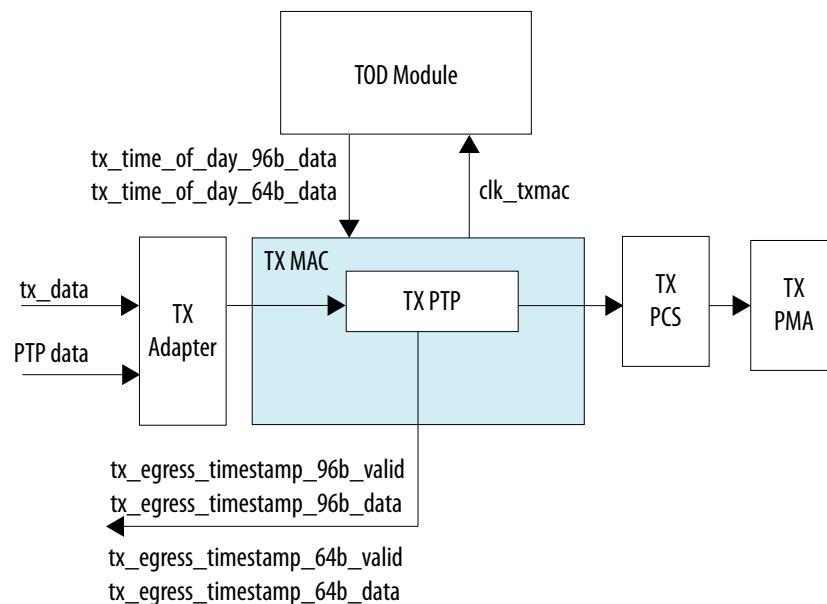 TOD Module
tx_time_of_day_96b_data
tx_time_of_day_64b_data
clk_txmac
TX MAC
tx_data
PTP data
TX
Adapter
TX PTP
TX
PCS
TX
PMA
tx_egress_timestamp_96b_valid
tx_egress_timestamp_96b_data
tx_egress_timestamp_64b_valid
tx_egress_timestamp_64b_data